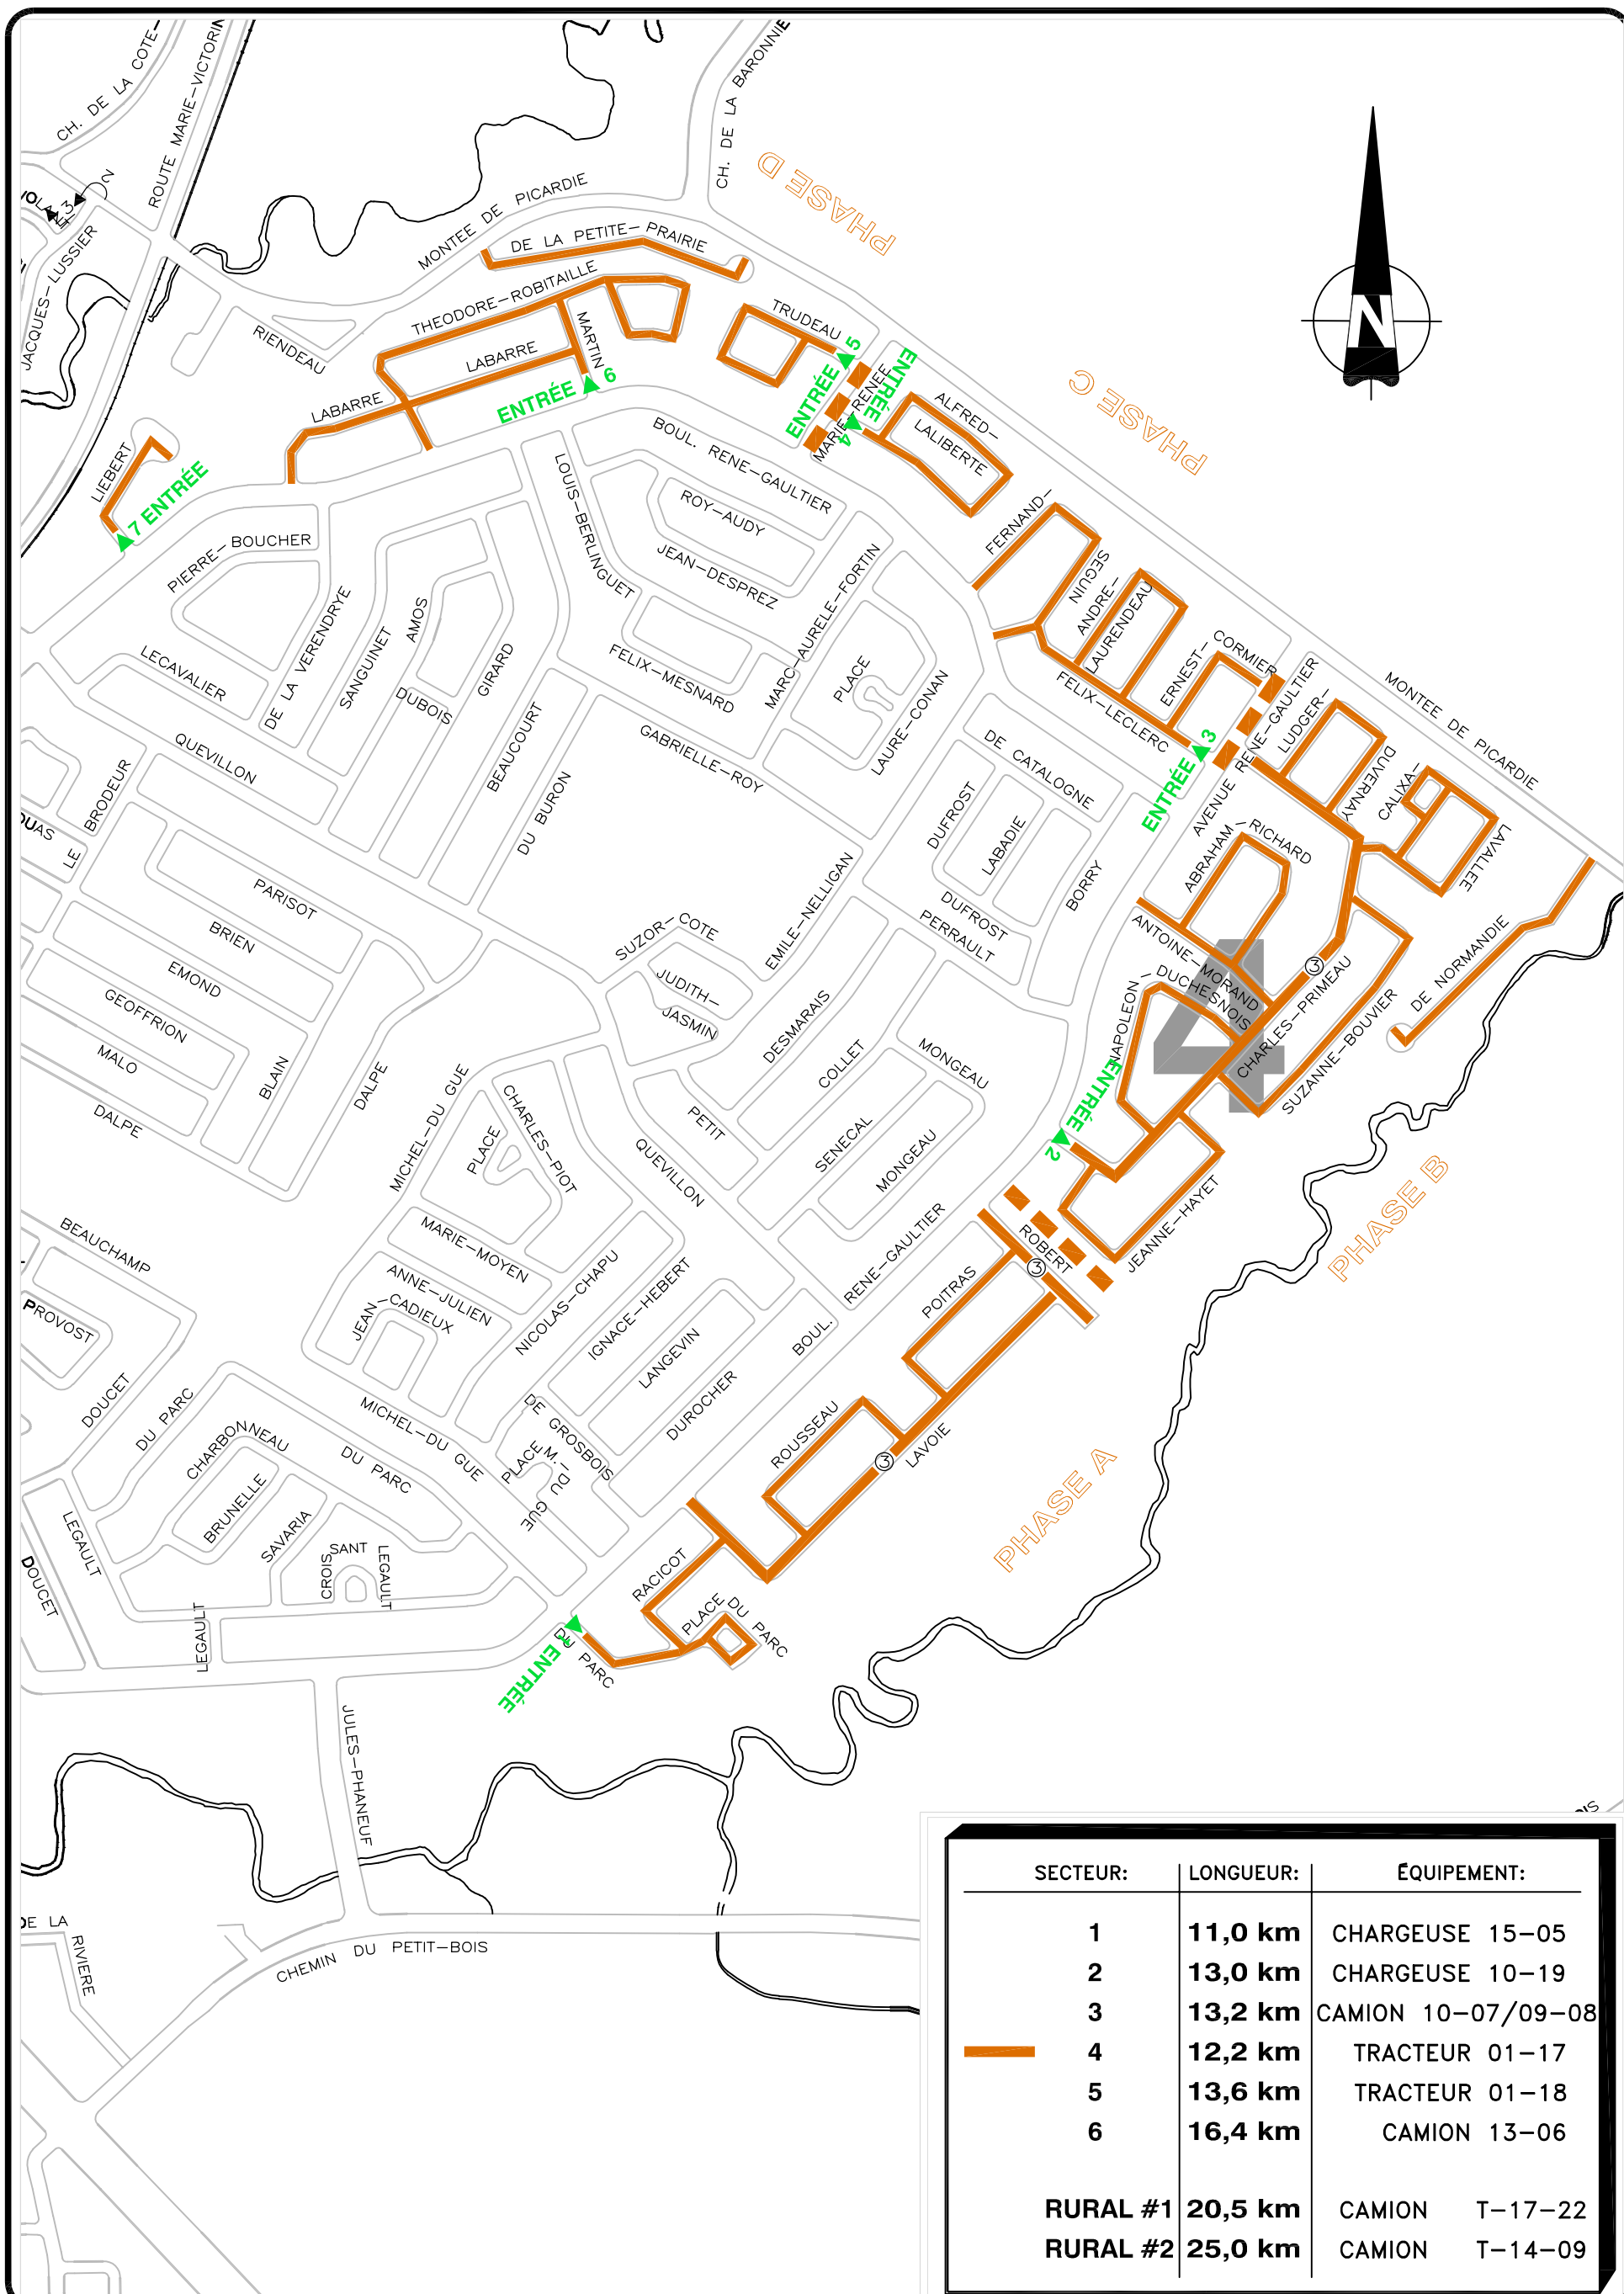 CH. DE LA COTE-
ROUTE MARIE-VICTORIN
CH. DE LA BARONNIE
PHASE D
2
3
JACQUES-LUSSIER
MONTEE DE PICARDIE
DE LA PETITE-PRAIRIE
THEODORE-ROBITAILLE
RIENDEAU
MARTIN
LABARRE
LABARRE
ENTRÉE 6
TRUDEAU
ENTRÉE 5
MARIE-RENEE
ENTRÉE 4
ALFRED-
LALIBERTE
PHASE C
N
LIEBERT
7 ENTRÉE
BOUL. RENE-GAULTIER
LOUIS-BERLINGUET
ROY-AUDY
JEAN-DESPREZ
PIERRE-BOUCHER
FERNAND-
SEGUIN
ANDRE-
LAURENDEAU
ERNEST-
CORMIER
FELIX-LECLERC
ENTRÉE 3
AVENUE RENE-GAULTIER
LUDGER-
DUVERNAY
MONTEE DE PICARDIE
CALIXA-
LAVALLEE
LECAVALIER
DE LA VERENDRYE
SANGUINET
AMOS
DUBOIS
GIRARD
FELIX-MESNARD
MARC-AURELE-FORTIN
PLACE
LAURE-CONAN
GABRIELLE-ROY
QUEVILLON
BEAUCOURT
DU BURON
DE CATALOGNE
DUFROST
LABADIE
DUFROST
BORRY
PERRAULT
LE BRODEUR
PARISOT
BRIEN
EMOND
GEOFFRION
MALO
DALPE
BLAIN
DALPE
SUZOR-COTE
JUDITH-
JASMIN
EMILE-NELLIGAN
DESMARAIS
COLLET
MONGEAU
SENECAL
MONGEAU
PETIT
QUEVILLON
ABRAHAM-RICHARD
ANTOINE-MORAND
NAPOLEON-
DUCHESNOIS
4
3
CHARLES-PRIMEAU
SUZANNE-BOUVIER
DE NORMANDIE
ENTRÉE 2
JEANNE-HAYET
PHASE B
MICHEL-DU GUE
CHARLES-PIOT
PLACE
MARIE-MOYEN
ANNE-JULIEN
JEAN-CADIEUX
NICOLAS-CHAPU
IGNACE-HEBERT
LANGEVIN
DUROCHER
BOUL. RENE-GAULTIER
ROBERT
3
POITRAS
ROUSSEAU
3
LAVOIE
PHASE A
BEAUCHAMP
PROVOST
DOUCET
DU PARC
CHARBONNEAU
DU PARC
MICHEL-DU GUE
DE GROSBOIS
PLACE M.-DU
GUE
BRUNELLE
SAVARIA
LEGAULT
DOUCET
CROIS
SANT
LEGAULT
LEGAULT
RACICOT
PLACE DU PARC
DU PARC
1 ENTRÉE
JULES-PHANEUF
DE LA
RIVIERE
CHEMIN DU PETIT-BOIS
SECTEUR: LONGUEUR: ÉQUIPEMENT:
1 11,0 km CHARGEUSE 15-05
2 13,0 km CHARGEUSE 10-19
3 13,2 km CAMION 10-07/09-08
4 12,2 km TRACTEUR 01-17
5 13,6 km TRACTEUR 01-18
6 16,4 km CAMION 13-06
RURAL #1 20,5 km CAMION T-17-22
RURAL #2 25,0 km CAMION T-14-09